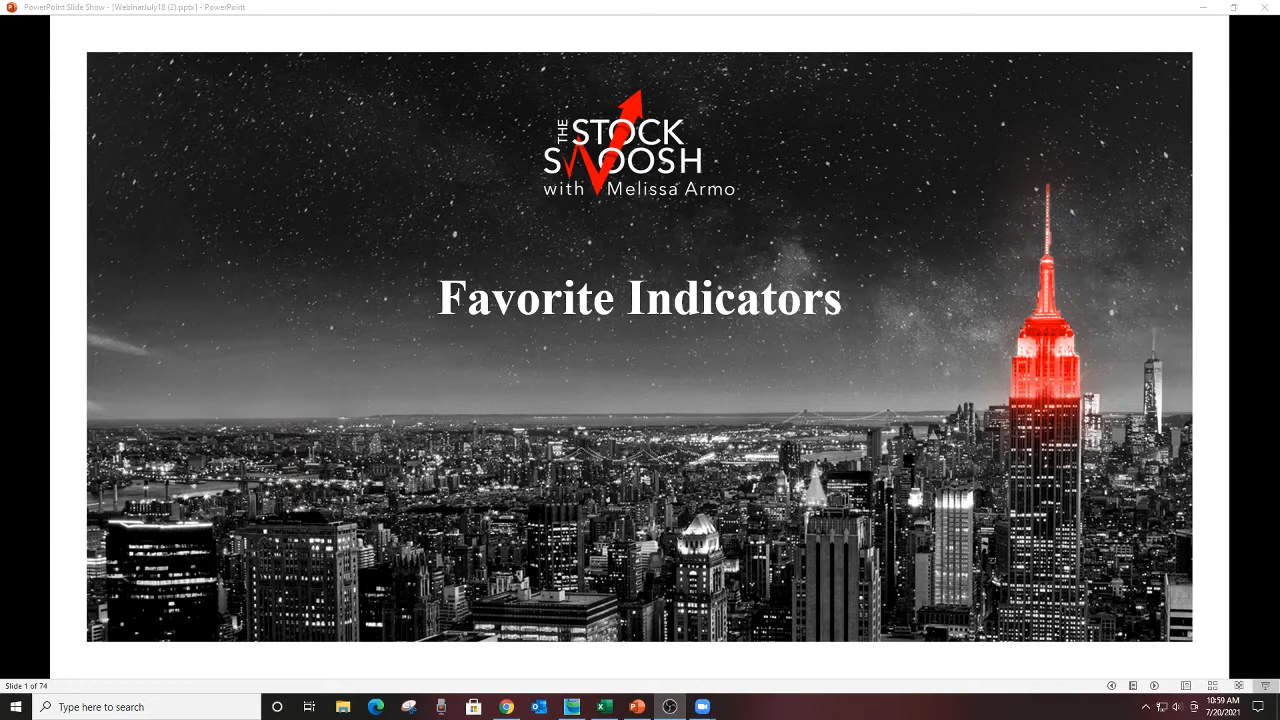 PowerPoint Slide Show - [WebinarJuly18 (2).pptx] - PowerPoint
THE STOCK
SWOOSH
with Melissa Armo
Favorite Indicators
Slide 1 of 74
Type here to search
10:59 AM
7/20/2021